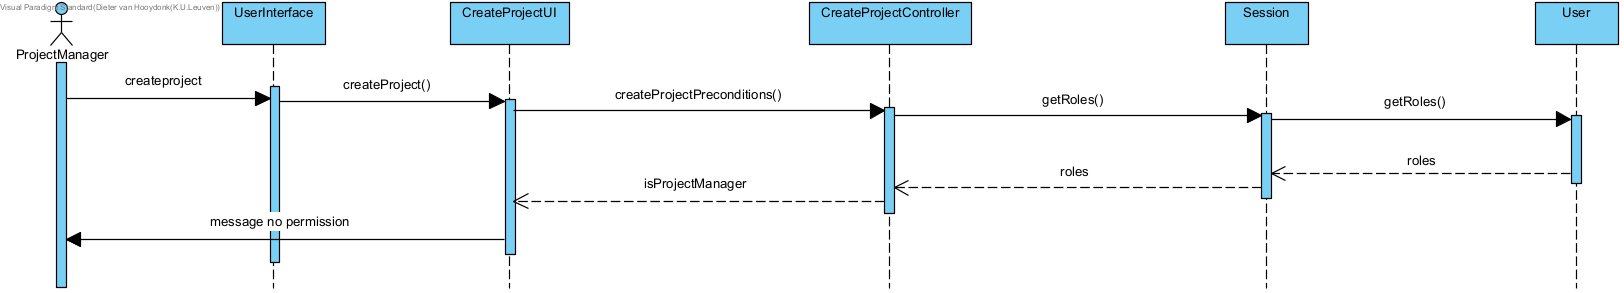 Visual Paradigm Standard(Dieter van Hooydonk(K.U.Leuven))
UserInterface
CreateProjectUI
CreateProjectController
Session
User
ProjectManager
createproject
createProject()
createProjectPreconditions()
getRoles()
getRoles()
roles
roles
isProjectManager
message no permission